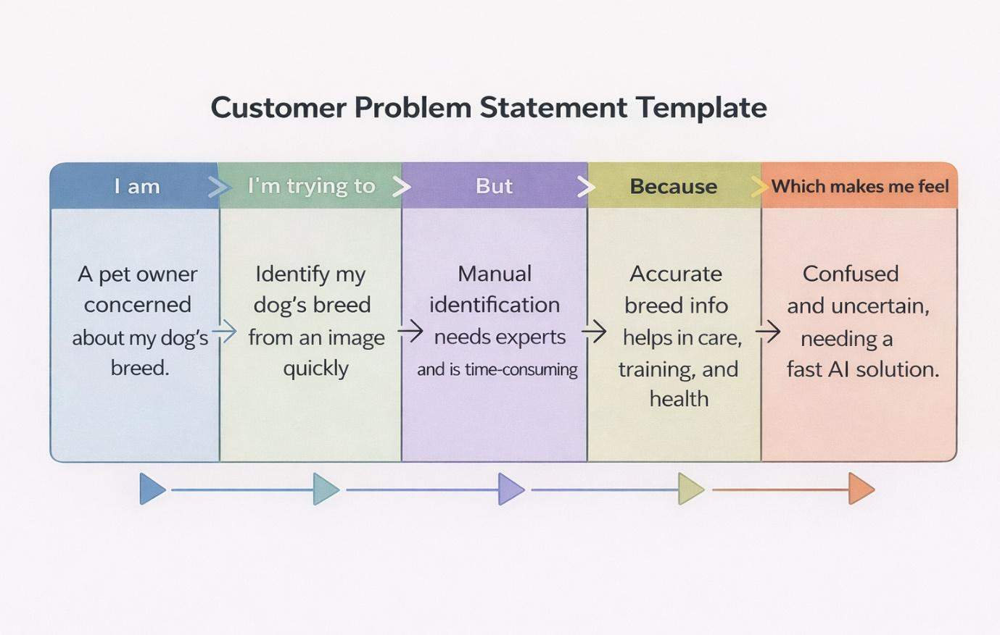 Customer Problem Statement Template
I am
I'm trying to
But
Because
Which makes me feel
A pet owner
concerned
about my dog’s
breed.
Identify my
dog’s breed
from an image
quickly
Manual
identification
needs experts
and is time-consuming
Accurate
breed info
helps in care,
training, and
health
Confused
and uncertain,
needing a
fast AI solution.